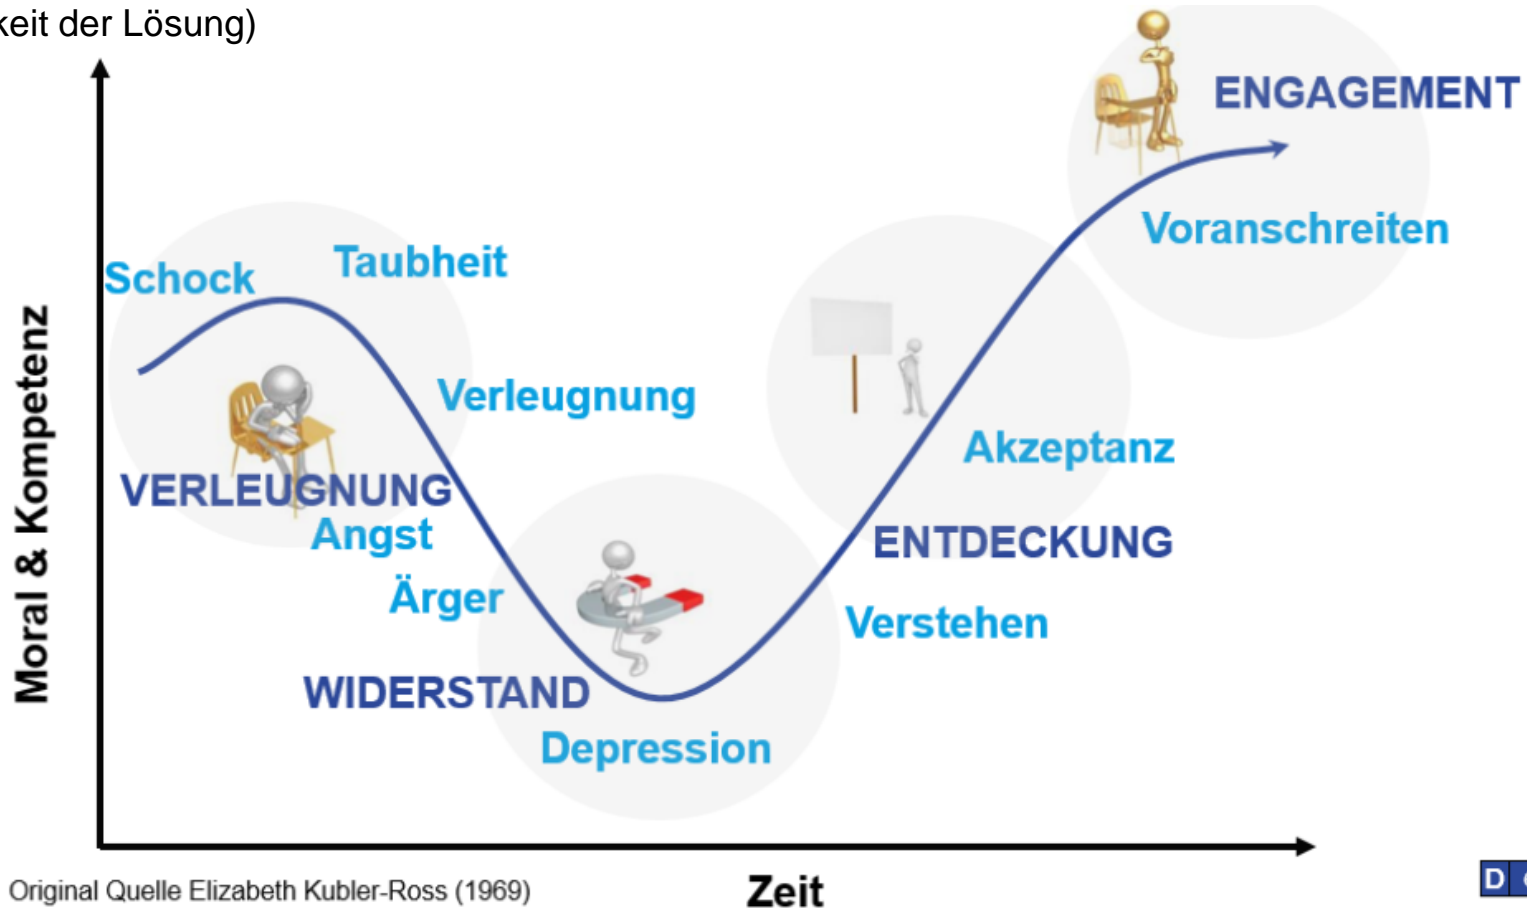 keit der Lösung)
ENGAGEMENT
Voranschreiten
Schock
Taubheit
Verleugnung
VERLEUGNUNG
Angst
Ärger
WIDERSTAND
Depression
Akzeptanz
ENTDECKUNG
Verstehen
Moral & Kompetenz
Zeit
Original Quelle Elizabeth Kubler-Ross (1969)
D